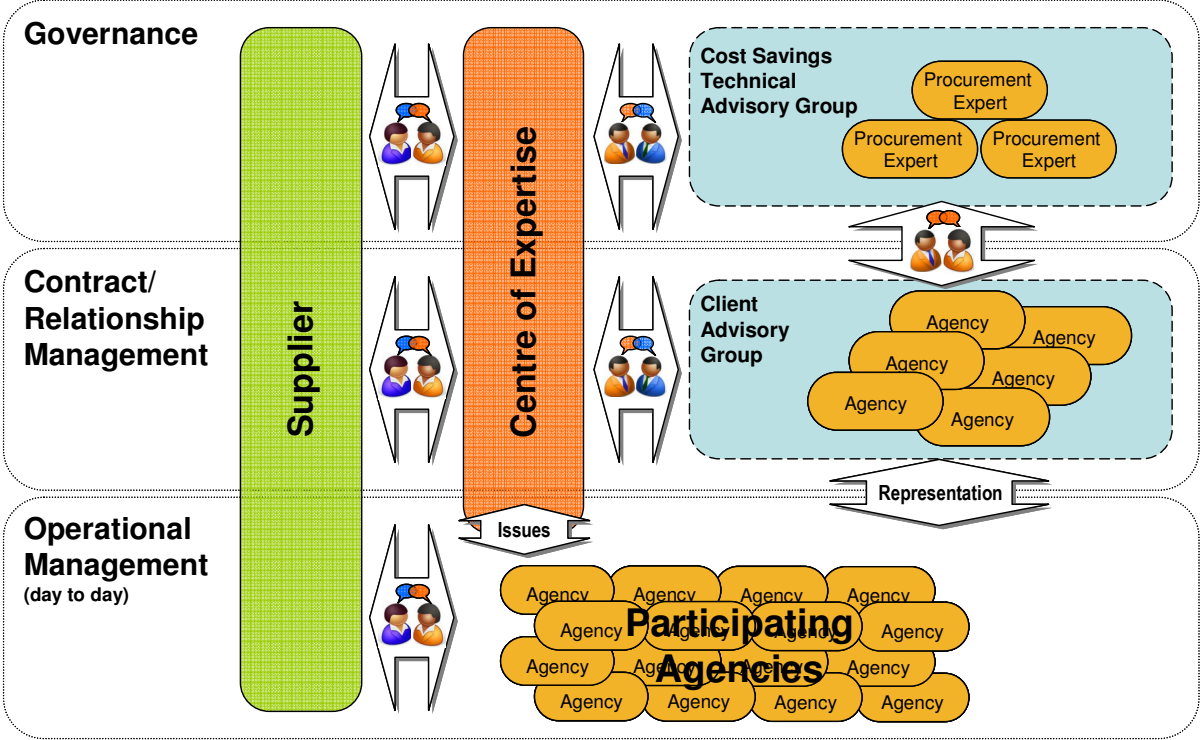 Governance
Supplier
Centre of Expertise
Cost Savings
Technical
Advisory Group
Procurement
Expert
Procurement
Expert
Procurement
Expert
Contract/
Relationship
Management
Client
Advisory
Group
Agency
Agency
Agency
Agency
Agency
Agency
Representation
Operational
Management
(day to day)
Issues
Agency
Agency
Agency
Agency
Participating
Agency
Agency
Agency
Agency
Agencies
Agency
Agency
Agency
Agency
Agency
Agency
Agency
Agency